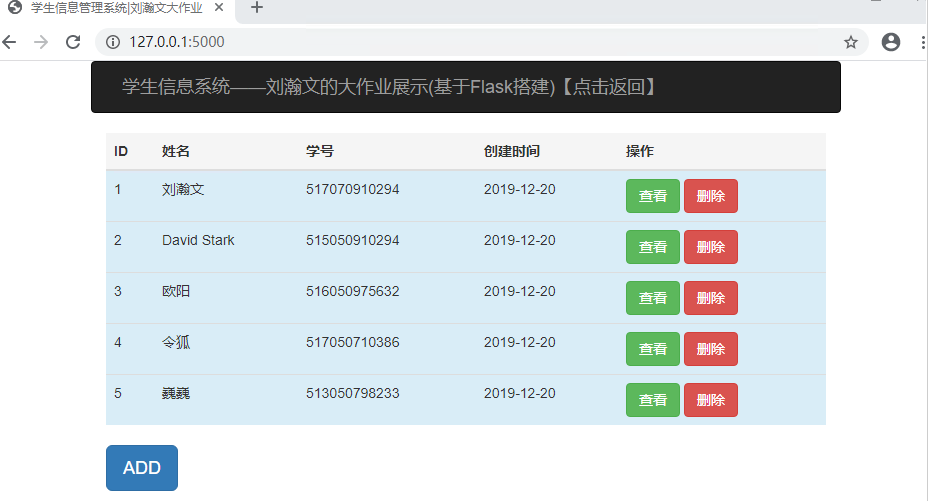 学生信息管理系统|刘瀚文大作业
127.0.0.1:5000
学生信息系统——刘瀚文的大作业展示(基于Flask搭建)【点击返回】
ID 姓名 学号 创建时间 操作
1 刘瀚文 517070910294 2019-12-20 查看 删除
2 David Stark 515050910294 2019-12-20 查看 删除
3 欧阳 516050975632 2019-12-20 查看 删除
4 令狐 517050710386 2019-12-20 查看 删除
5 巍巍 513050798233 2019-12-20 查看 删除
ADD